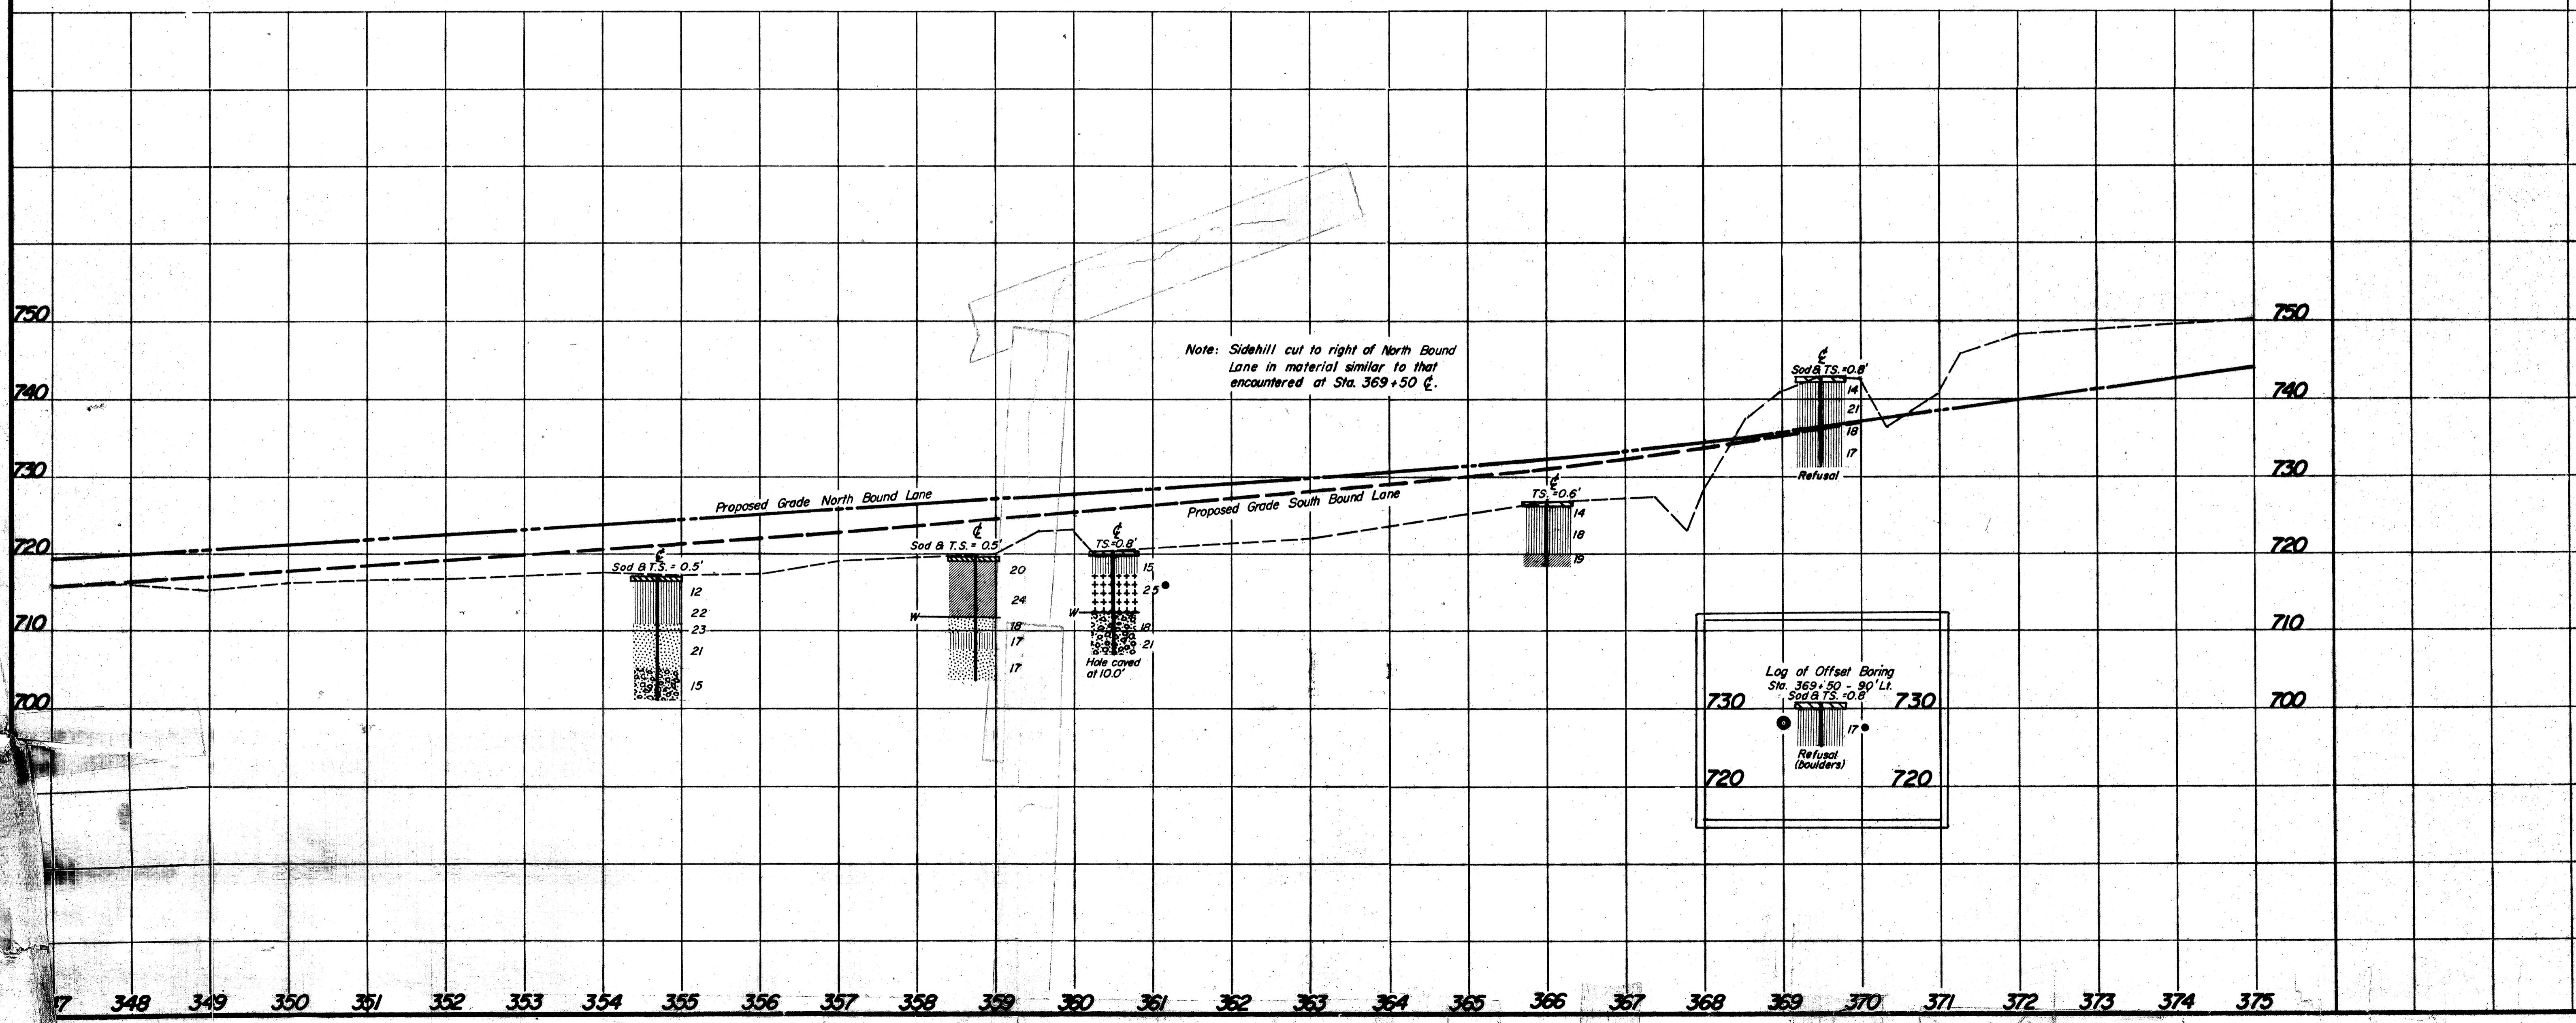 750
750
Note: Sidehill cut to right of North Bound
Lane in material similar to that
encountered at Sta. 369+50 ℄.
℄
Sod & T.S. =0.8'
14
21
18
17
Refusal
740
740
730
730
Proposed Grade North Bound Lane
Proposed Grade South Bound Lane
℄
T.S. =0.6'
14
18
19
720
720
℄
Sod & T.S. = 0.5'
12
22
23
21
15
℄
Sod & T.S. = 0.5'
20
24
W
18
17
17
℄
T.S.=0.8'
15
25
W
18
21
Hole caved
at 10.0'
710
710
700
700
Log of Offset Boring
Sta. 369+50 - 90' Lt.
Sod & T.S. =0.8'
730 730
17
Refusal
(boulders)
720 720
7 348 349 350 351 352 353 354 355 356 357 358 359 360 361 362 363 364 365 366 367 368 369 370 371 372 373 374 375